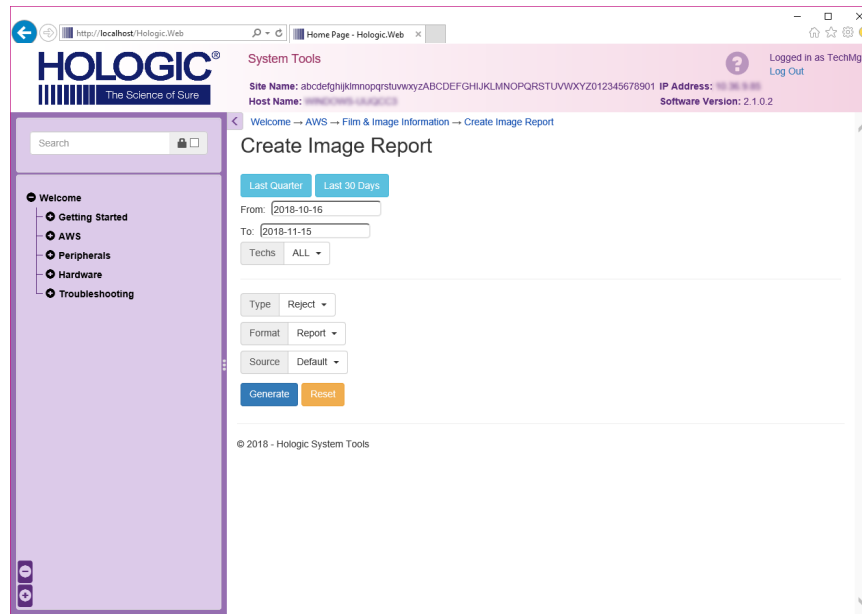 http://localhost/Hologic.Web
Home Page - Hologic.Web
HOLOGIC®
The Science of Sure
System Tools
Logged in as TechMg
Log Out
Site Name: abcdefghijklmnopqrstuvwxyzABCDEFGHIJKLMNOPQRSTUVWXYZ012345678901 IP Address:
Host Name:
Software Version: 2.1.0.2
Welcome → AWS → Film & Image Information → Create Image Report
Search
Create Image Report
Last Quarter Last 30 Days
From: 2018-10-16
To: 2018-11-15
Techs ALL
Welcome
Getting Started
AWS
Peripherals
Hardware
Troubleshooting
Type Reject
Format Report
Source Default
Generate Reset
© 2018 - Hologic System Tools